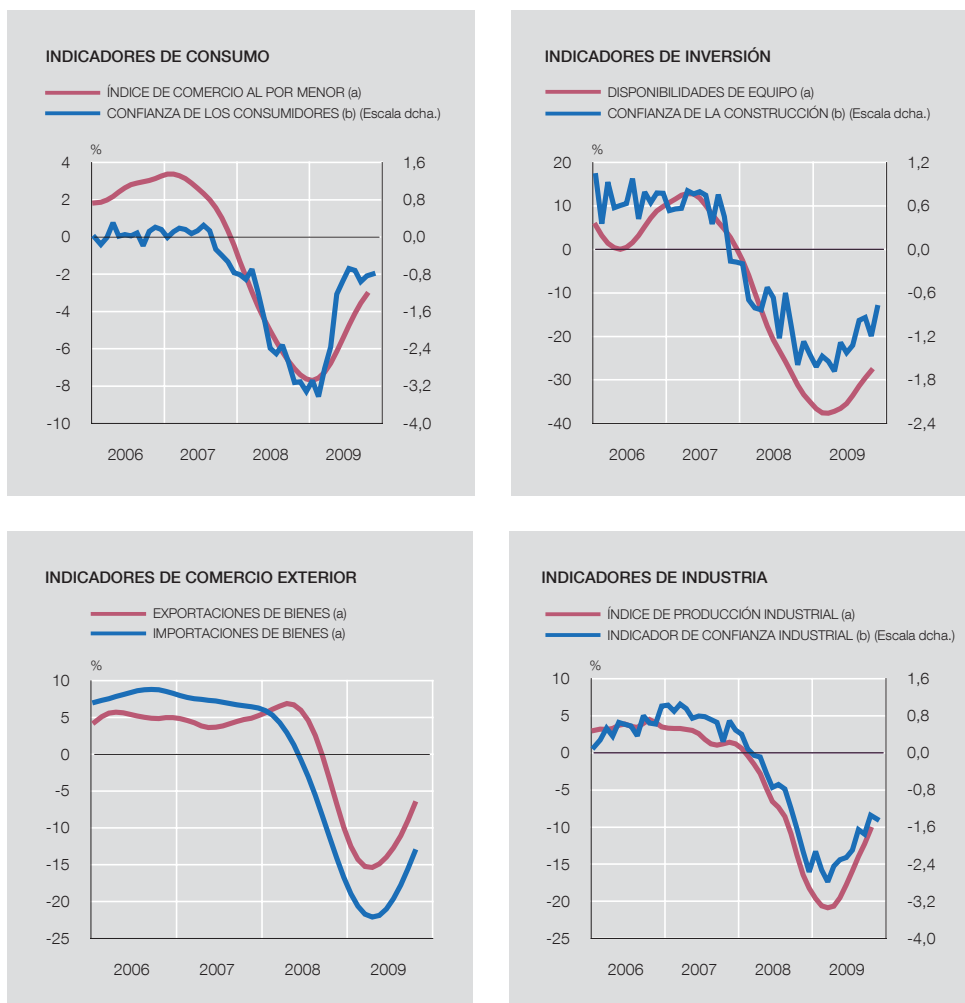 INDICADORES DE CONSUMO
ÍNDICE DE COMERCIO AL POR MENOR (a)
CONFIANZA DE LOS CONSUMIDORES (b) (Escala dcha.)
%
4 1,6
2 0,8
0 0,0
-2 -0,8
-4 -1,6
-6 -2,4
-8 -3,2
-10 -4,0
2006 2007 2008 2009
INDICADORES DE INVERSIÓN
DISPONIBILIDADES DE EQUIPO (a)
CONFIANZA DE LA CONSTRUCCIÓN (b) (Escala dcha.)
%
20 1,2
10 0,6
0 0,0
-10 -0,6
-20 -1,2
-30 -1,8
-40 -2,4
2006 2007 2008 2009
INDICADORES DE COMERCIO EXTERIOR
EXPORTACIONES DE BIENES (a)
IMPORTACIONES DE BIENES (a)
%
10
5
0
-5
-10
-15
-20
-25
2006 2007 2008 2009
INDICADORES DE INDUSTRIA
ÍNDICE DE PRODUCCIÓN INDUSTRIAL (a)
INDICADOR DE CONFIANZA INDUSTRIAL (b) (Escala dcha.)
%
10 1,6
5 0,8
0 0,0
-5 -0,8
-10 -1,6
-15 -2,4
-20 -3,2
-25 -4,0
2006 2007 2008 2009